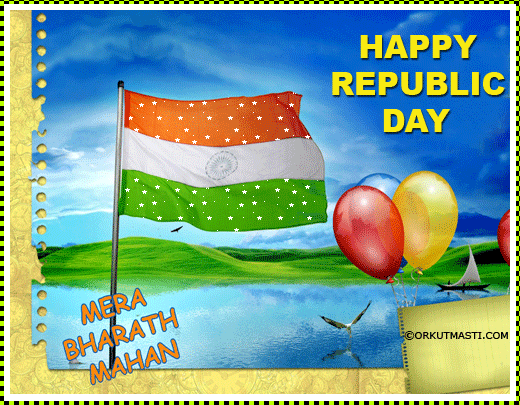 HAPPY
REPUBLIC
DAY
MERA
BHARATH
MAHAN
©ORKUTMASTI.COM